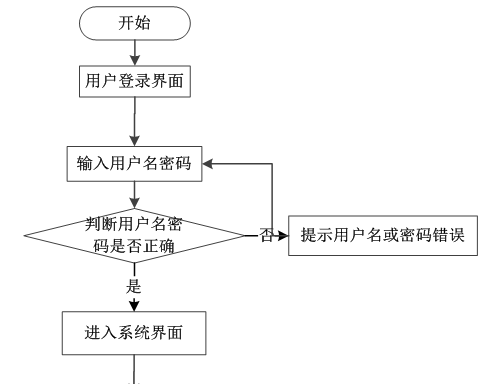 开始
用户登录界面
输入用户名密码
判断用户名密
码是否正确
否
提示用户名或密码错误
是
进入系统界面